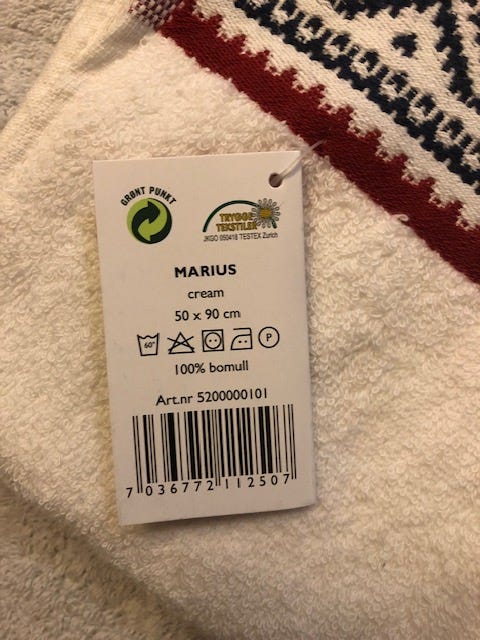 GRØNT PUNKT
TRYGGE
TEKSTILER
JKGO 050418 TESTEX Zürich
MARIUS
cream
50 x 90 cm
60°
P
100% bomull
Art.nr 5200000101
7 036772 112507